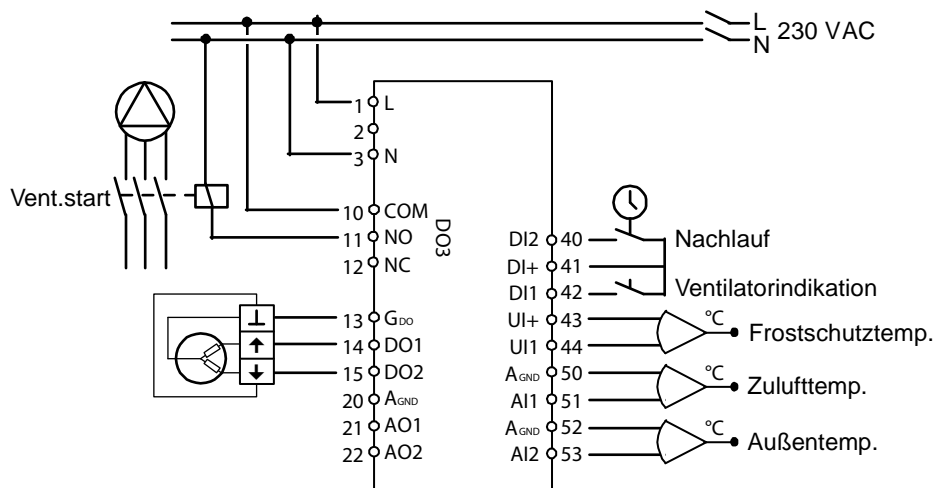 L
N 230 VAC
1 L
2
3 N
Vent.start
10 COM
11 NO
12 NC
DO3
13 GDO
14 DO1
15 DO2
20 AGND
21 AO1
22 AO2
DI2 40 Nachlauf
DI+ 41
DI1 42 Ventilatorindikation
UI+ 43 °C
UI1 44 Frostschutztemp.
AGND 50 °C
AI1 51 Zulufttemp.
AGND 52 °C
AI2 53 Außentemp.